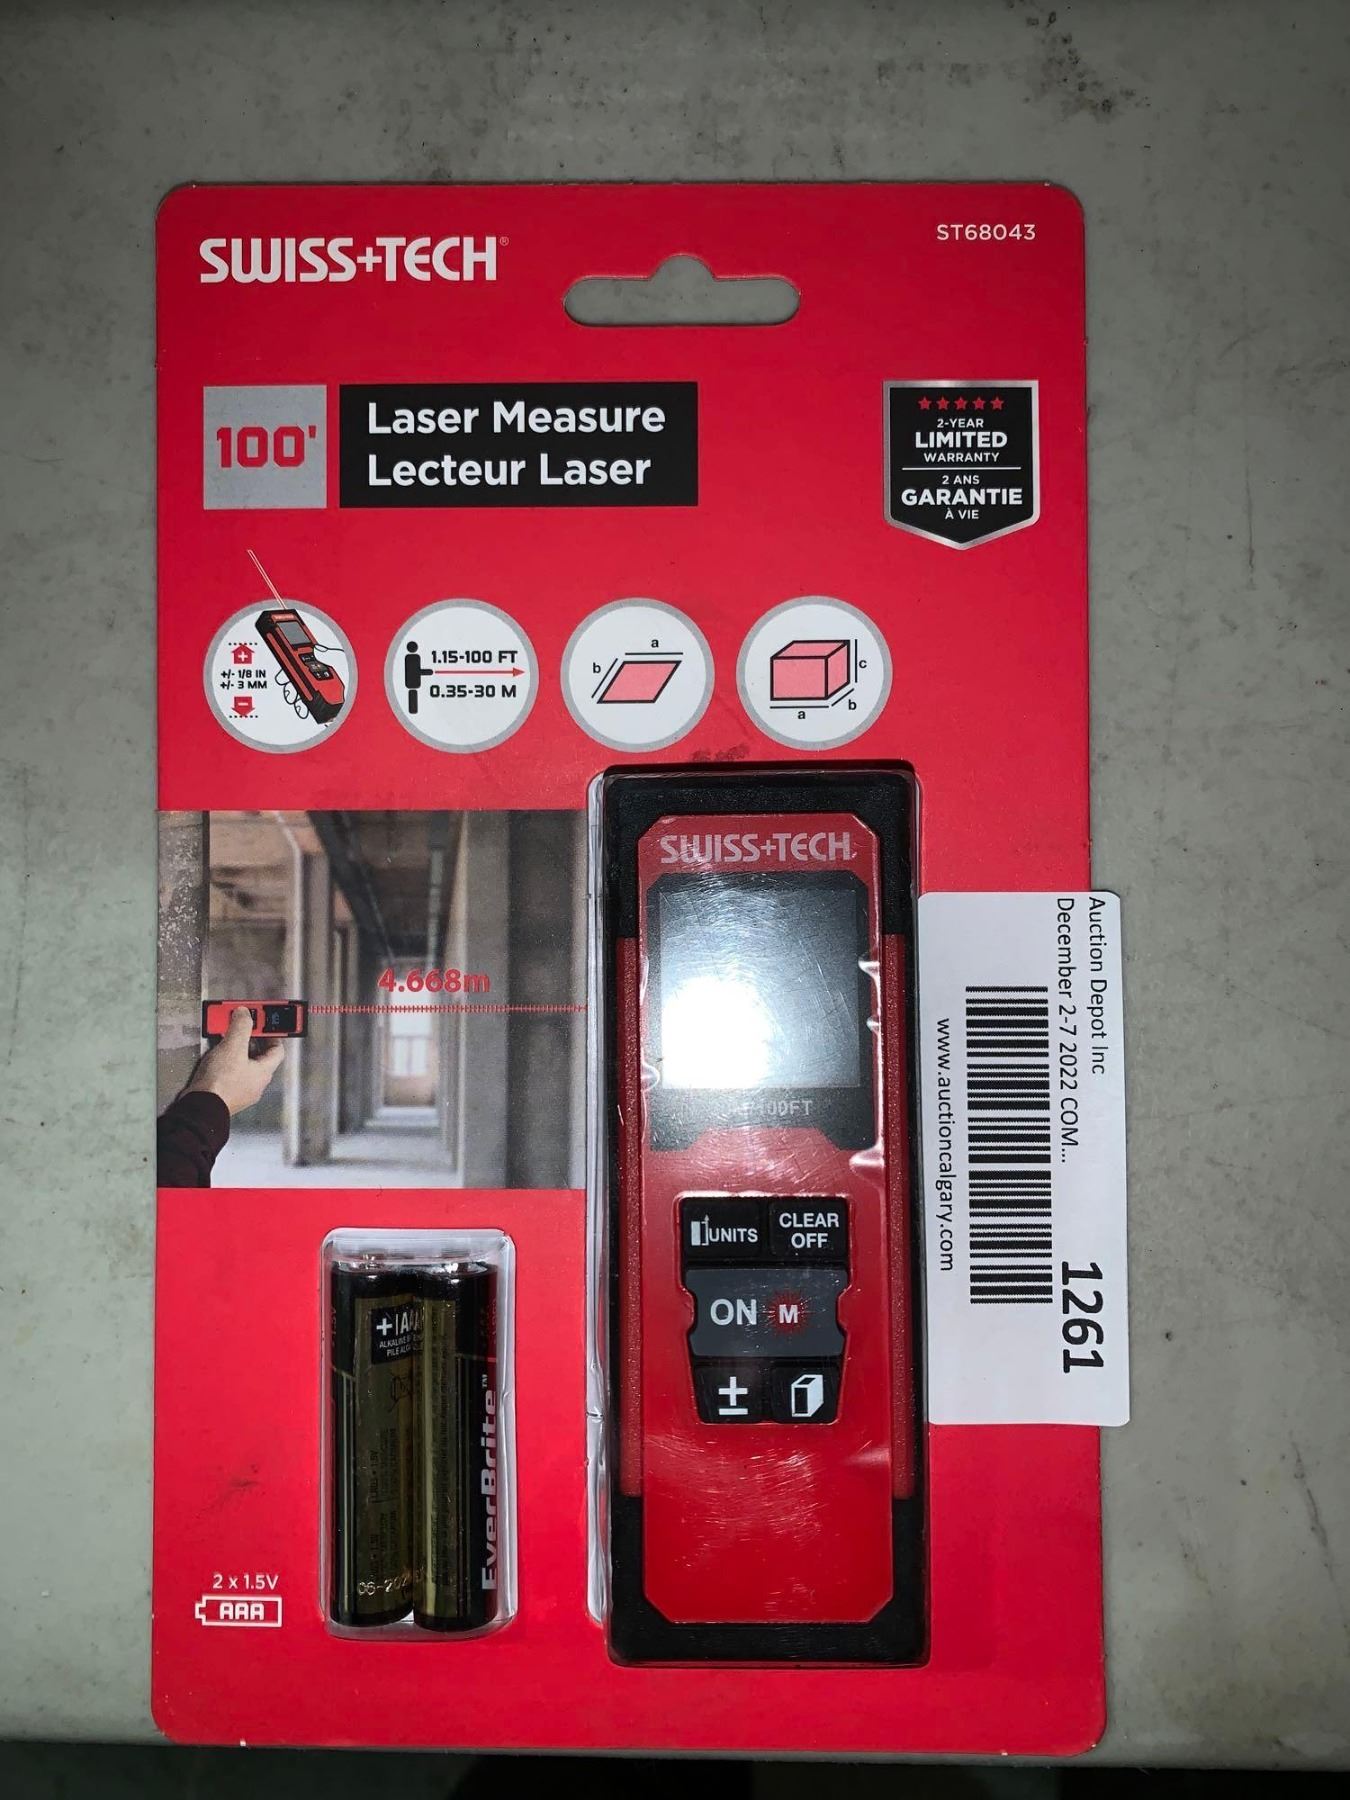 SWISS+TECH®
ST68043
100'
Laser Measure
Lecteur Laser
2-YEAR
LIMITED
WARRANTY
2 ANS
GARANTIE
À VIE
+/- 1/8 IN
+/- 3 MM
1.15-100 FT
0.35-30 M
a
b
a
b
c
4.668m
SWISS+TECH
100FT
UNITS
CLEAR
OFF
ON
M
±
Auction Depot Inc
December 2-7 2022 COM...
www.auctioncalgary.com
1261
EverBrite™
2 x 1.5V
AAA